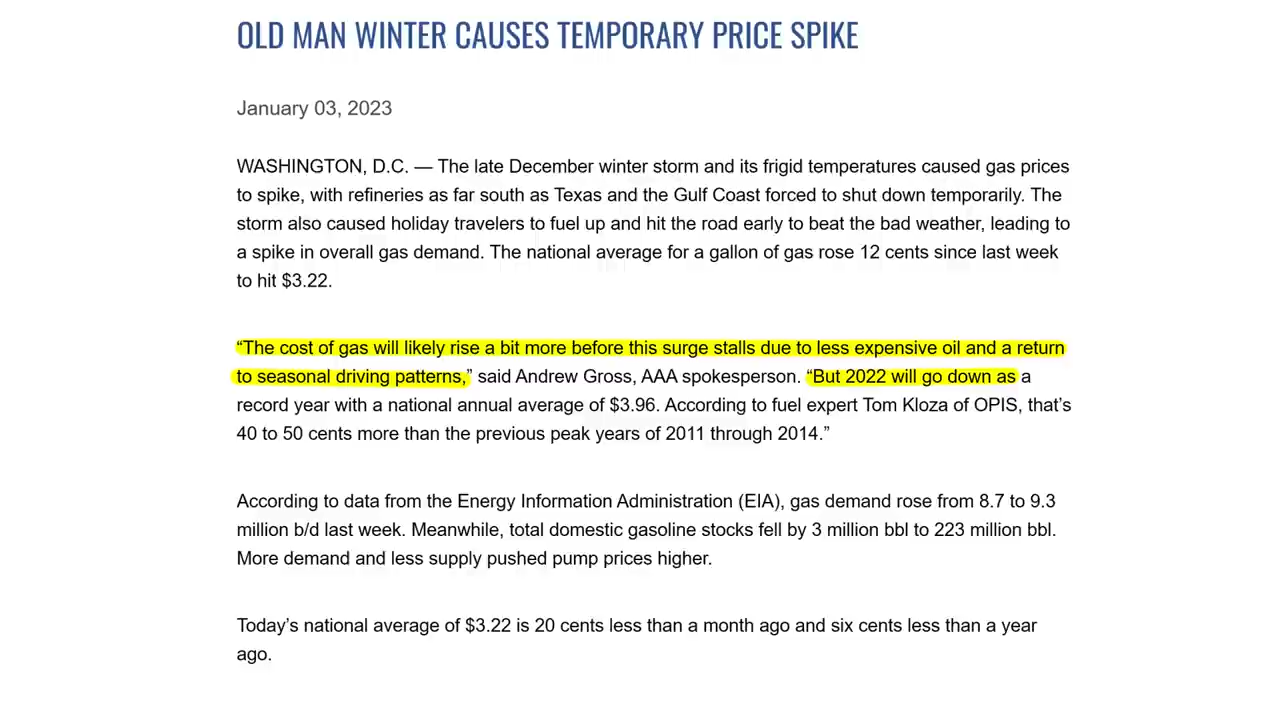 OLD MAN WINTER CAUSES TEMPORARY PRICE SPIKE
January 03, 2023
WASHINGTON, D.C. — The late December winter storm and its frigid temperatures caused gas prices
to spike, with refineries as far south as Texas and the Gulf Coast forced to shut down temporarily. The
storm also caused holiday travelers to fuel up and hit the road early to beat the bad weather, leading to
a spike in overall gas demand. The national average for a gallon of gas rose 12 cents since last week
to hit $3.22.
“The cost of gas will likely rise a bit more before this surge stalls due to less expensive oil and a return
to seasonal driving patterns,” said Andrew Gross, AAA spokesperson. “But 2022 will go down as a
record year with a national annual average of $3.96. According to fuel expert Tom Kloza of OPIS, that’s
40 to 50 cents more than the previous peak years of 2011 through 2014.”
According to data from the Energy Information Administration (EIA), gas demand rose from 8.7 to 9.3
million b/d last week. Meanwhile, total domestic gasoline stocks fell by 3 million bbl to 223 million bbl.
More demand and less supply pushed pump prices higher.
Today’s national average of $3.22 is 20 cents less than a month ago and six cents less than a year
ago.